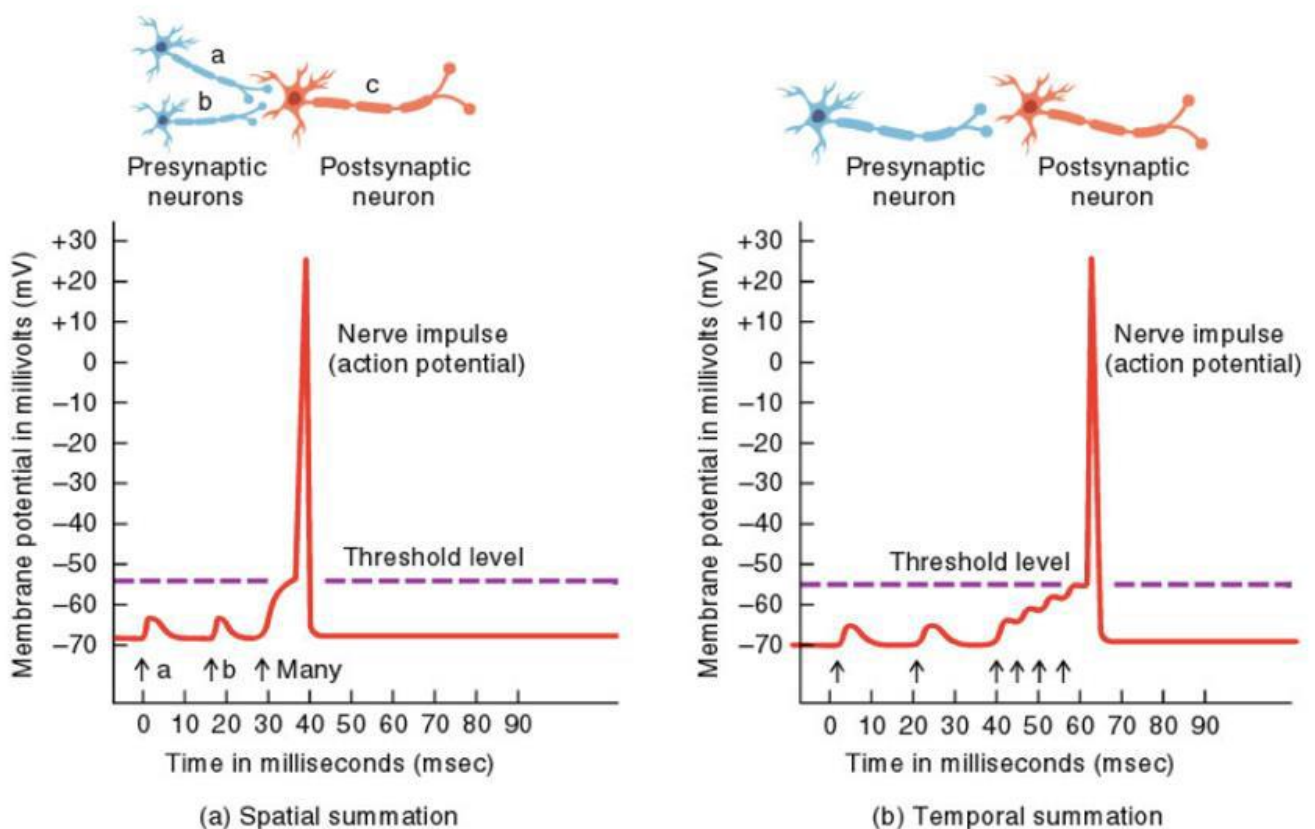 a
b
c
Presynaptic
neurons
Postsynaptic
neuron
Membrane potential in millivolts (mV)
+30
+20
+10
0
–10
–20
–30
–40
–50
–60
–70
Nerve impulse
(action potential)
Threshold level
a
b
Many
0 10 20 30 40 50 60 70 80 90
Time in milliseconds (msec)
(a) Spatial summation
Presynaptic
neuron
Postsynaptic
neuron
Membrane potential in millivolts (mV)
+30
+20
+10
0
–10
–20
–30
–40
–50
–60
–70
Nerve impulse
(action potential)
Threshold level
0 10 20 30 40 50 60 70 80 90
Time in milliseconds (msec)
(b) Temporal summation